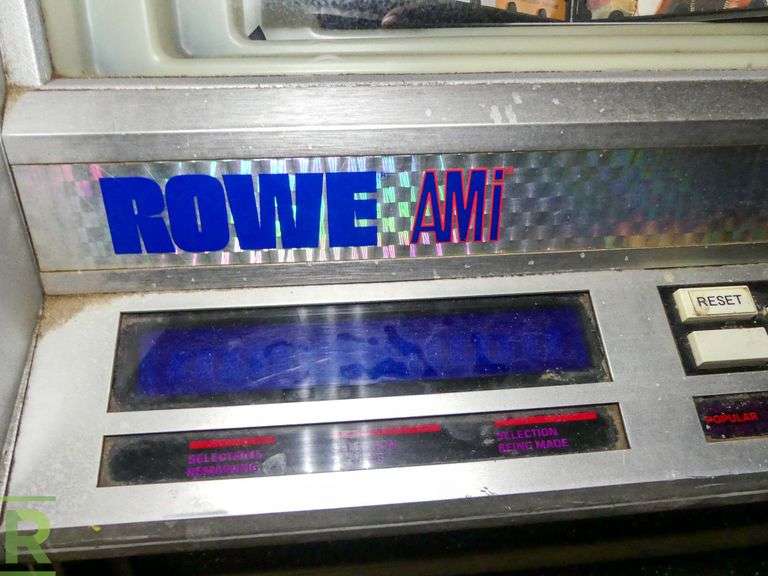 ROWE AMi
RESET
POPULAR
SELECTIONS
REMAINING
SELECTION
BEING MADE
R